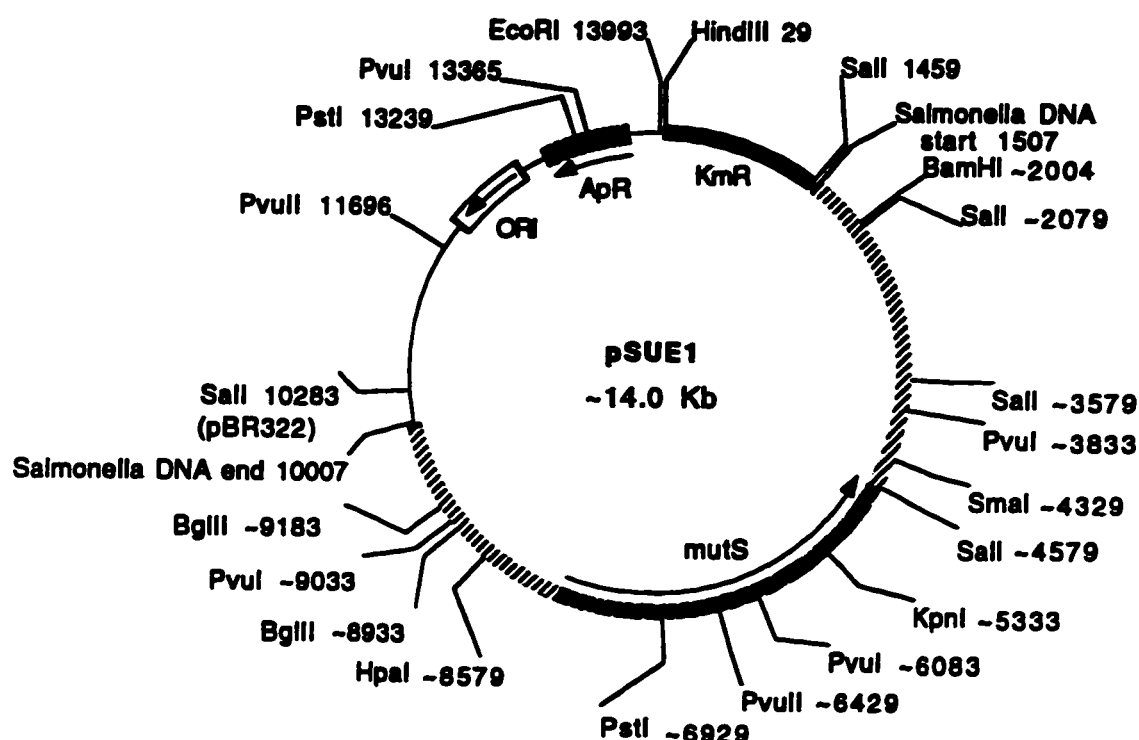 EcoRI 13993
HindIII 29
PvuI 13365
SalI 1459
PstI 13239
Salmonella DNA
start 1507
ApR
KmR
BamHI ~2004
PvuII 11696
ORI
SalI ~2079
pSUE1
~14.0 Kb
SalI 10283
(pBR322)
SalI ~3579
PvuI ~3833
Salmonella DNA end 10007
SmaI ~4329
BglII ~9183
mutS
SalI ~4579
PvuI ~9033
KpnI ~5333
BglII ~8933
PvuI ~6083
HpaI ~8579
PvuII ~6429
PstI ~6929